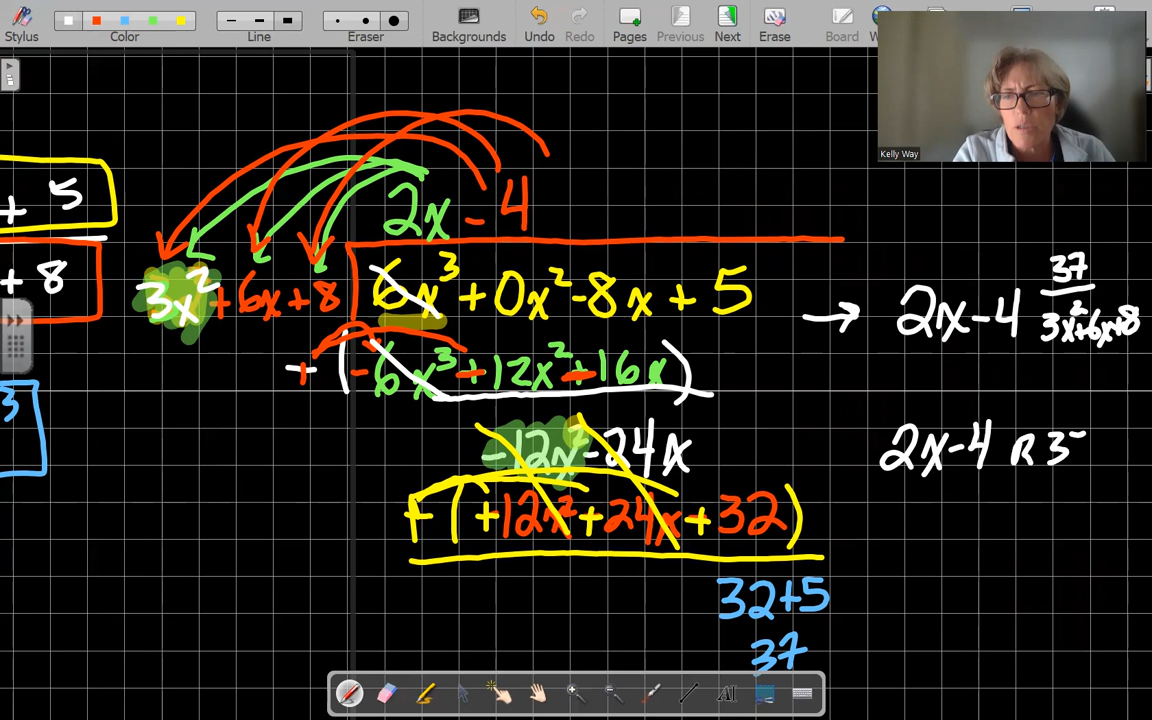 Stylus Color Line Eraser Backgrounds Undo Redo Pages Previous Next Erase Board
Kelly Way
+ 5
+ 8
3
2x - 4
3x² + 6x + 8
6x³ + 0x² - 8x + 5
+ ( - 6x³ + 12x² + 16x )
-12x² - 24x
+ ( +12x² + 24x + 32 )
32+5
37
→ 2x-4 37
3x²+6x+8
2x-4 R 3